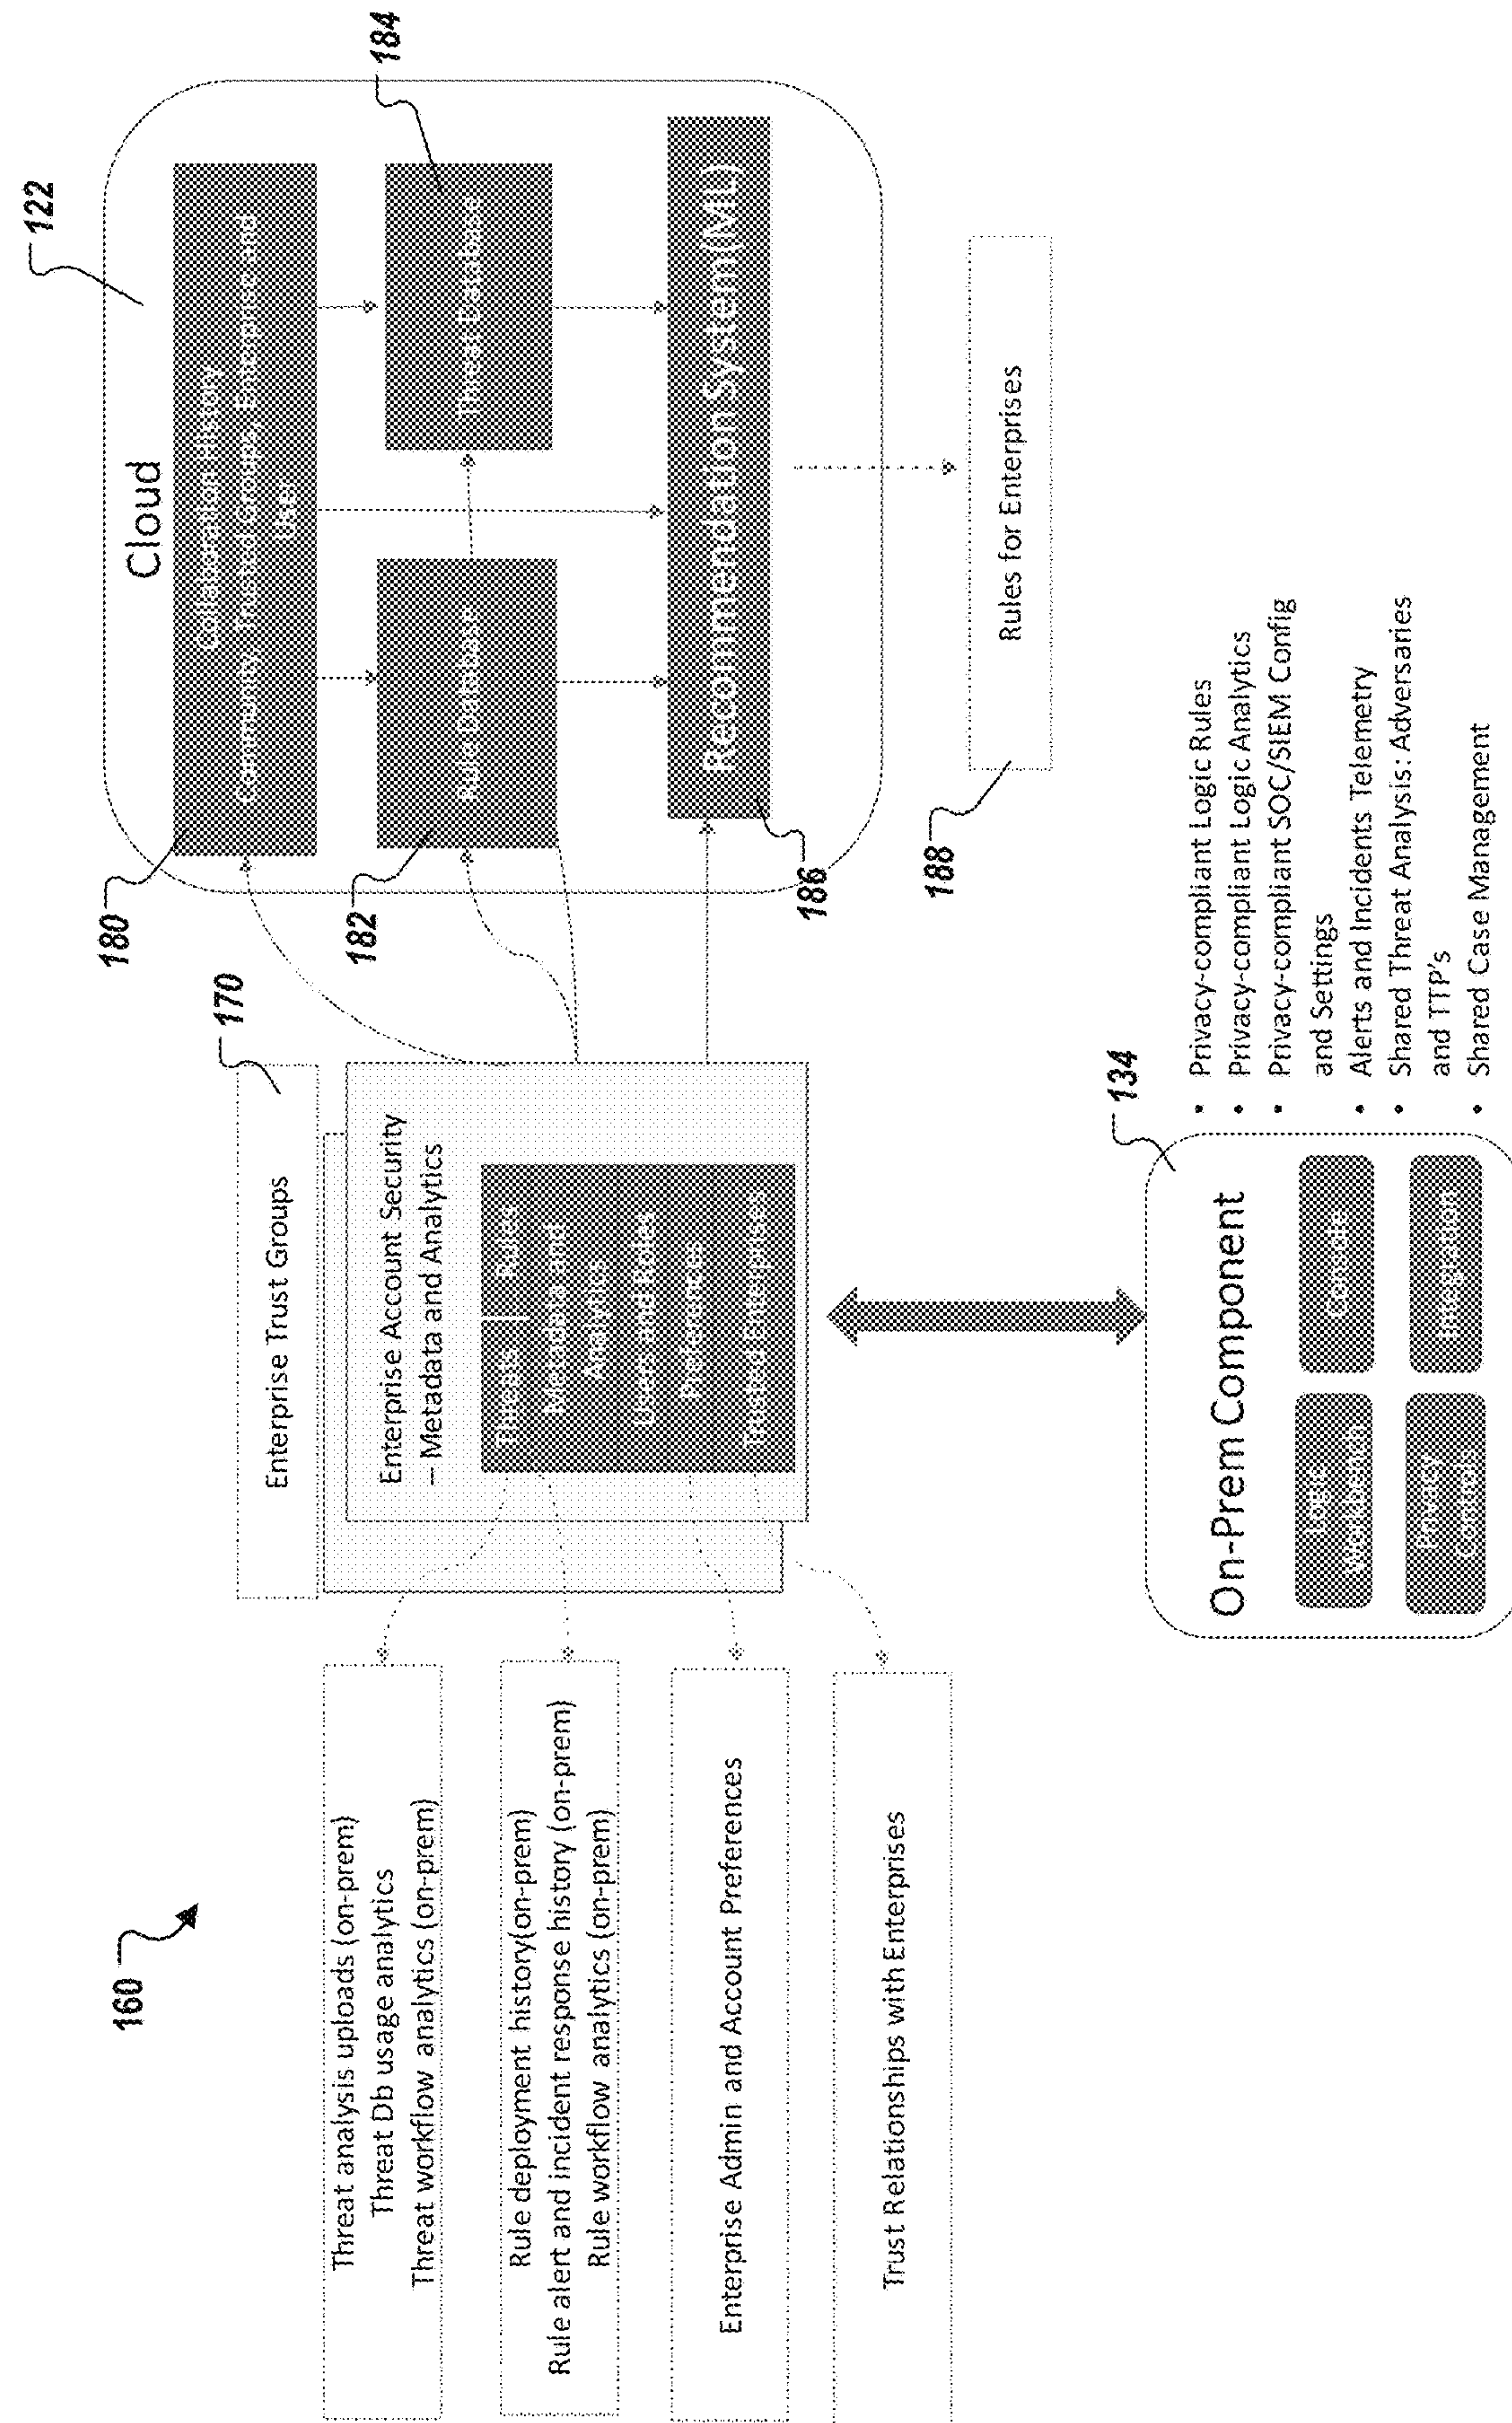 160
Threat analysis uploads (on-prem)
Threat Db usage analytics
Threat workflow analytics (on-prem)
Rule deployment history(on-prem)
Rule alert and incident response history (on-prem)
Rule workflow analytics (on-prem)
Enterprise Admin and Account Preferences
Trust Relationships with Enterprises
170
Enterprise Trust Groups
Enterprise Account Security
– Metadata and Analytics
Threats Rules
Metadata and
Analytics
Users and Roles
Preferences
Trusted Enterprises
122
Cloud
180
Collaboration History
Community, Trusted Groups, Enterprise and
User
182
Rule Database
184
Threat Database
186
Recommendation System(ML)
188
Rules for Enterprises
134
On-Prem Component
Logic
Workbench
Console
Privacy
Controls
Integration
• Privacy-compliant Logic Rules
• Privacy-compliant Logic Analytics
• Privacy-compliant SOC/SIEM Config
and Settings
• Alerts and Incidents Telemetry
• Shared Threat Analysis: Adversaries
and TTP's
• Shared Case Management